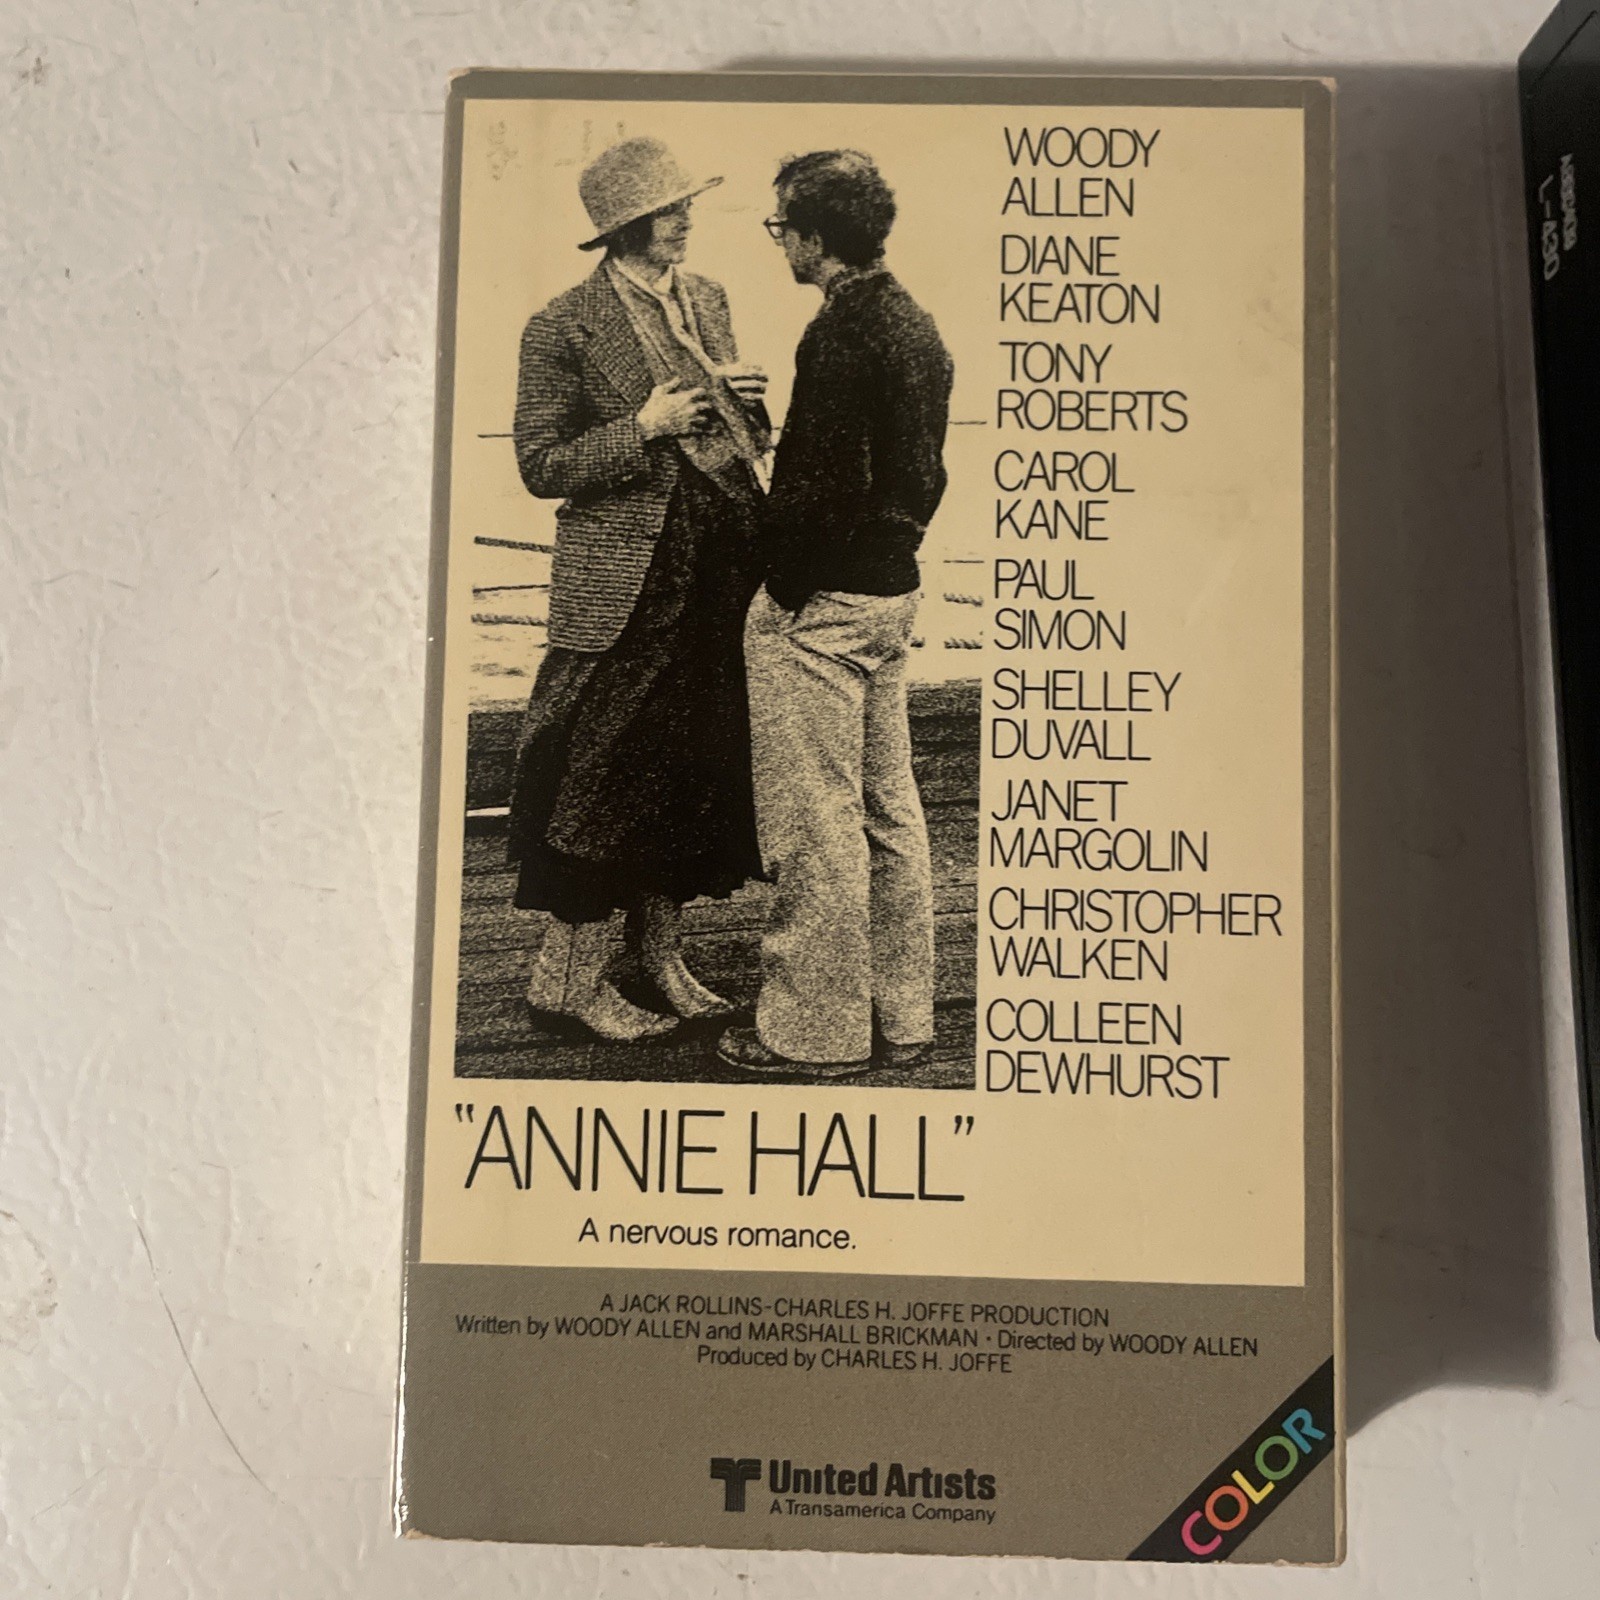 WOODY
ALLEN
DIANE
KEATON
TONY
ROBERTS
CAROL
KANE
PAUL
SIMON
SHELLEY
DUVALL
JANET
MARGOLIN
CHRISTOPHER
WALKEN
COLLEEN
DEWHURST
"ANNIE HALL"
A nervous romance.
A JACK ROLLINS-CHARLES H. JOFFE PRODUCTION
Written by WOODY ALLEN and MARSHALL BRICKMAN • Directed by WOODY ALLEN
Produced by CHARLES H. JOFFE
United Artists
A Transamerica Company
COLOR